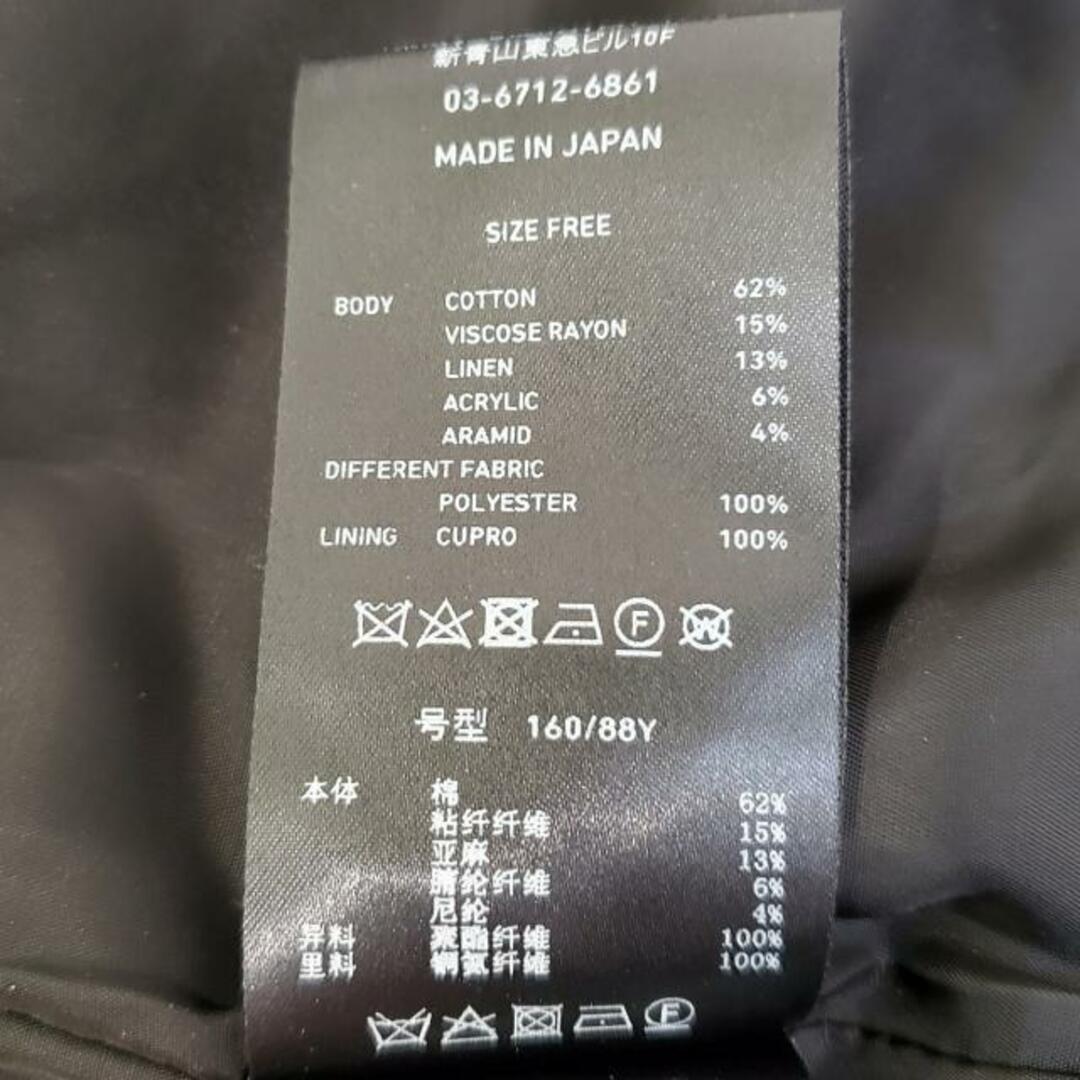 新青山東急ビル10F
03-6712-6861
MADE IN JAPAN
SIZE FREE
BODY COTTON 62%
VISCOSE RAYON 15%
LINEN 13%
ACRYLIC 6%
ARAMID 4%
DIFFERENT FABRIC
POLYESTER 100%
LINING CUPRO 100%
F W
号型 160/88Y
本体 棉 62%
粘纤纤维 15%
亚麻 13%
腈纶纤维 6%
尼纶 4%
异料 聚酯纤维 100%
里料 铜氨纤维 100%
F